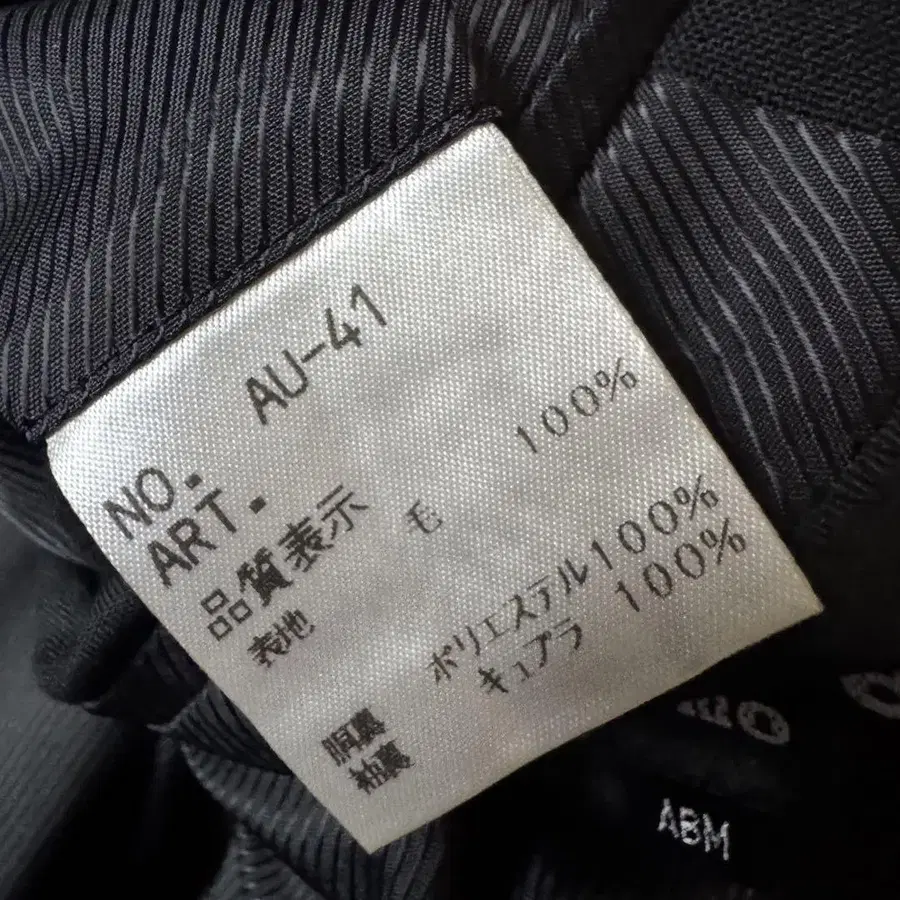 NO. AU-41
ART.
品質表示
表地 毛 100%
胴裏 ポリエステル100%
袖裏 キュプラ 100%
ABM